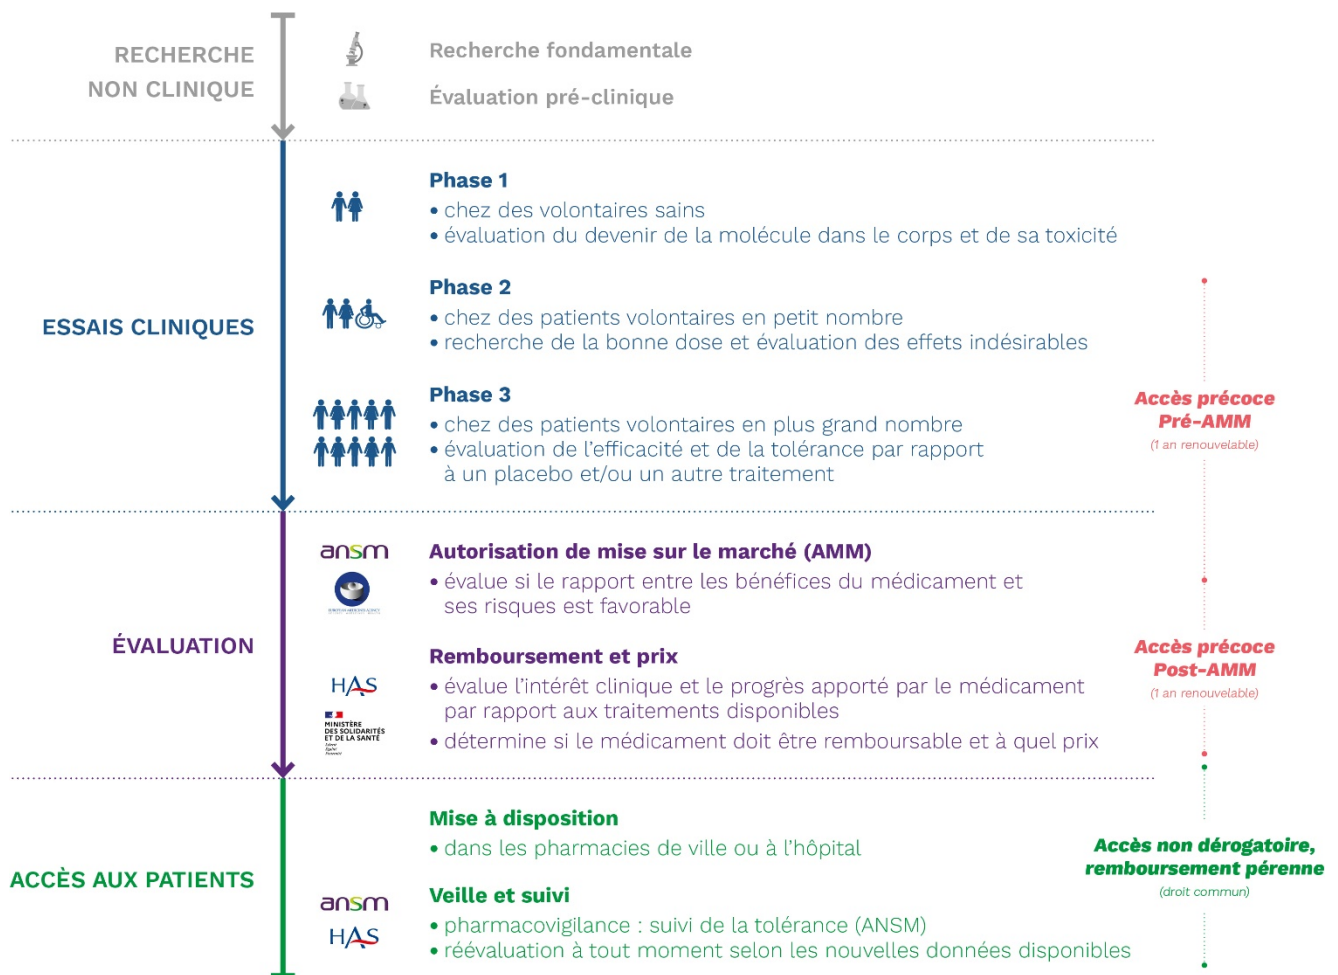 RECHERCHE
NON CLINIQUE
Recherche fondamentale
Évaluation pré-clinique
ESSAIS CLINIQUES
Phase 1
• chez des volontaires sains
• évaluation du devenir de la molécule dans le corps et de sa toxicité
Phase 2
• chez des patients volontaires en petit nombre
• recherche de la bonne dose et évaluation des effets indésirables
Phase 3
• chez des patients volontaires en plus grand nombre
• évaluation de l'efficacité et de la tolérance par rapport
à un placebo et/ou un autre traitement
Accès précoce
Pré-AMM
(1 an renouvelable)
ÉVALUATION
ansm
EUROPEAN MEDICINES AGENCY
Autorisation de mise sur le marché (AMM)
• évalue si le rapport entre les bénéfices du médicament et
ses risques est favorable
HAS
MINISTÈRE
DES SOLIDARITÉS
ET DE LA SANTÉ
Liberté
Égalité
Fraternité
Remboursement et prix
• évalue l'intérêt clinique et le progrès apporté par le médicament
par rapport aux traitements disponibles
• détermine si le médicament doit être remboursable et à quel prix
Accès précoce
Post-AMM
(1 an renouvelable)
ACCÈS AUX PATIENTS
Mise à disposition
• dans les pharmacies de ville ou à l'hôpital
ansm
HAS
Veille et suivi
• pharmacovigilance : suivi de la tolérance (ANSM)
• réévaluation à tout moment selon les nouvelles données disponibles
Accès non dérogatoire,
remboursement pérenne
(droit commun)